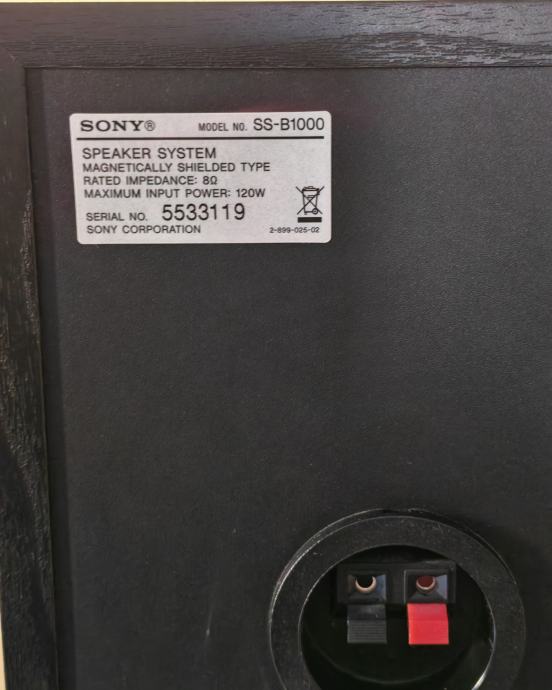 SONY® MODEL NO. SS-B1000
SPEAKER SYSTEM
MAGNETICALLY SHIELDED TYPE
RATED IMPEDANCE: 8Ω
MAXIMUM INPUT POWER: 120W
SERIAL NO. 5533119
SONY CORPORATION 2-899-025-02